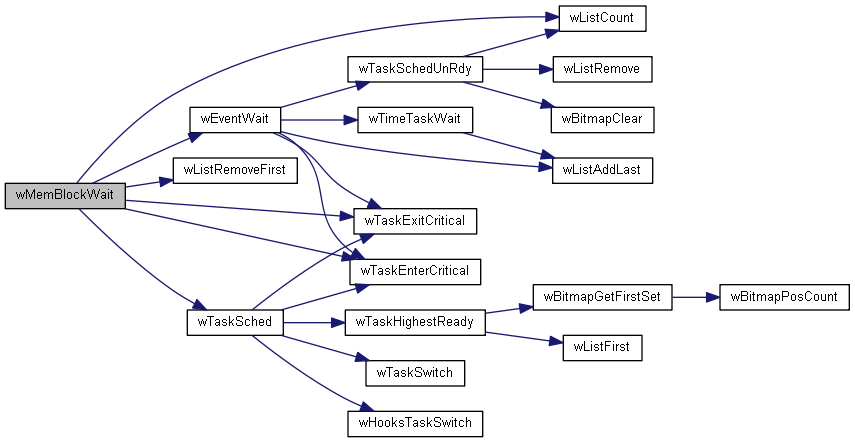 wListCount
wTaskSchedUnRdy
wListRemove
wEventWait
wTimeTaskWait
wBitmapClear
wListRemoveFirst
wListAddLast
wMemBlockWait
wTaskExitCritical
wTaskEnterCritical
wBitmapGetFirstSet
wBitmapPosCount
wTaskSched
wTaskHighestReady
wListFirst
wTaskSwitch
wHooksTaskSwitch